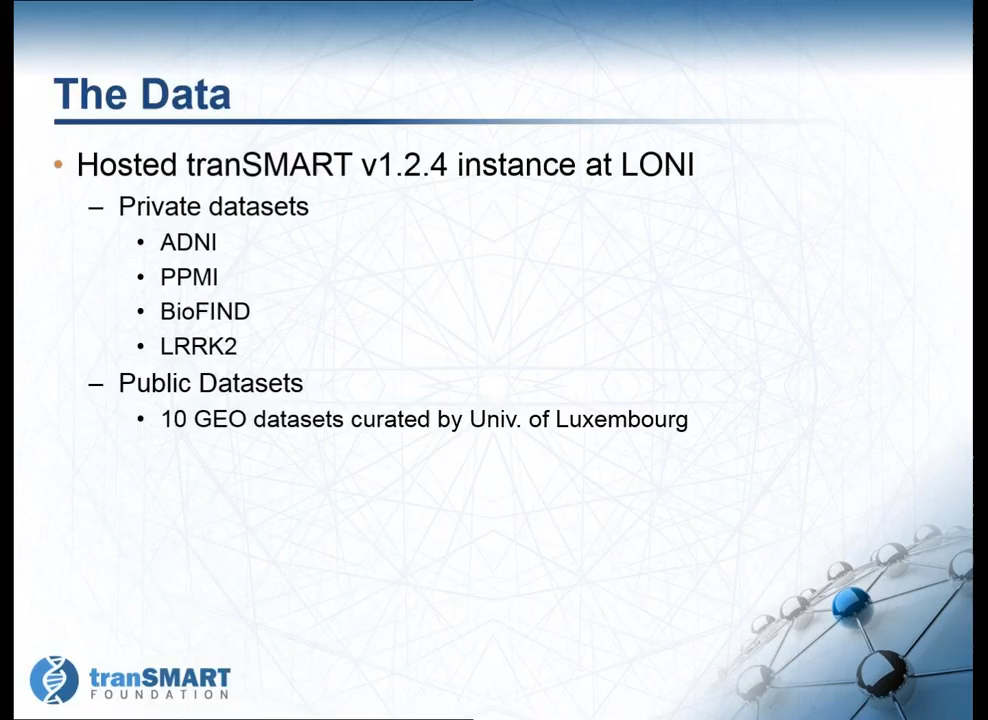 The Data
• Hosted tranSMART v1.2.4 instance at LONI
– Private datasets
• ADNI
• PPMI
• BioFIND
• LRRK2
– Public Datasets
• 10 GEO datasets curated by Univ. of Luxembourg
tranSMART
FOUNDATION